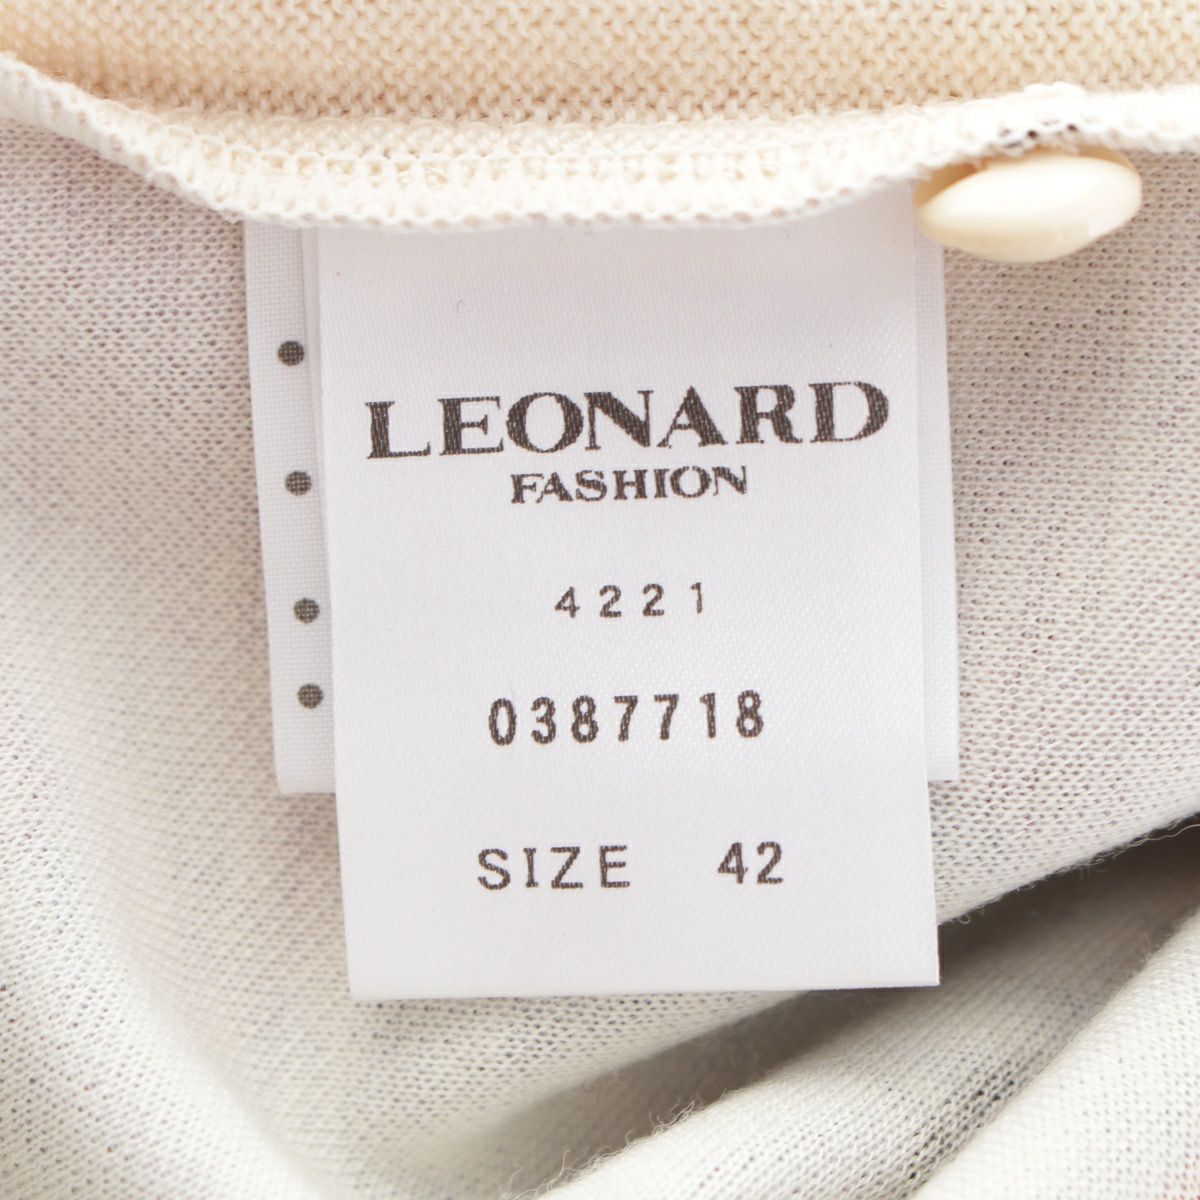 LEONARD
FASHION
4221
0387718
SIZE 42